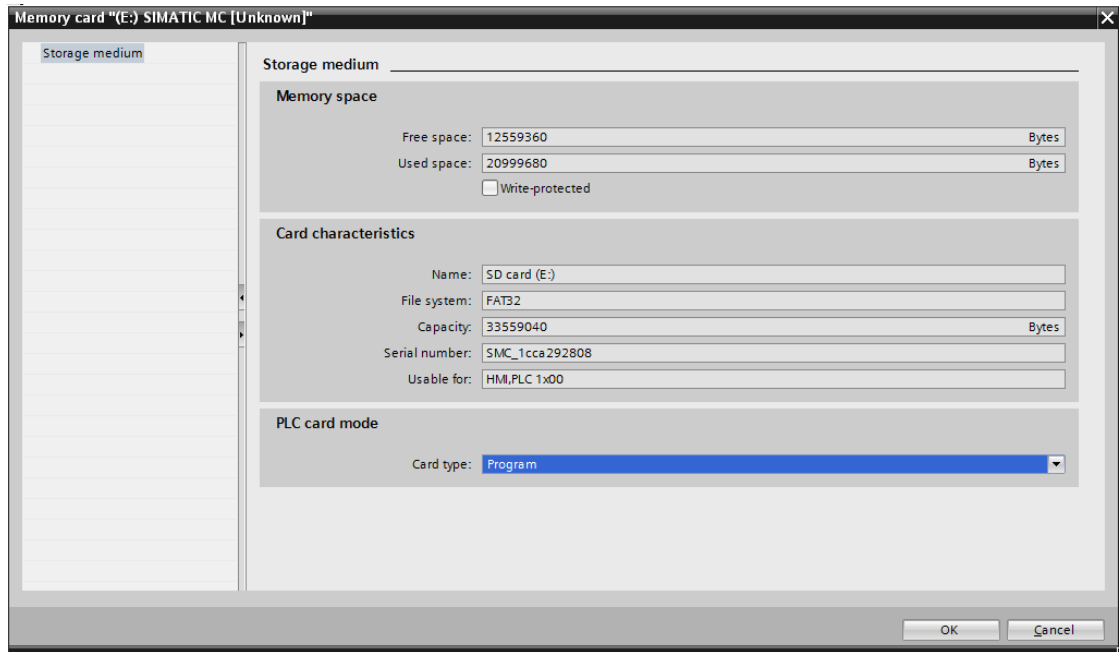 Memory card "(E:) SIMATIC MC [Unknown]"
Storage medium
Storage medium
Memory space
Free space: 12559360 Bytes
Used space: 20999680 Bytes
Write-protected
Card characteristics
Name: SD card (E:)
File system: FAT32
Capacity: 33559040 Bytes
Serial number: SMC_1cca292808
Usable for: HMI,PLC 1x00
PLC card mode
Card type: Program
OK Cancel